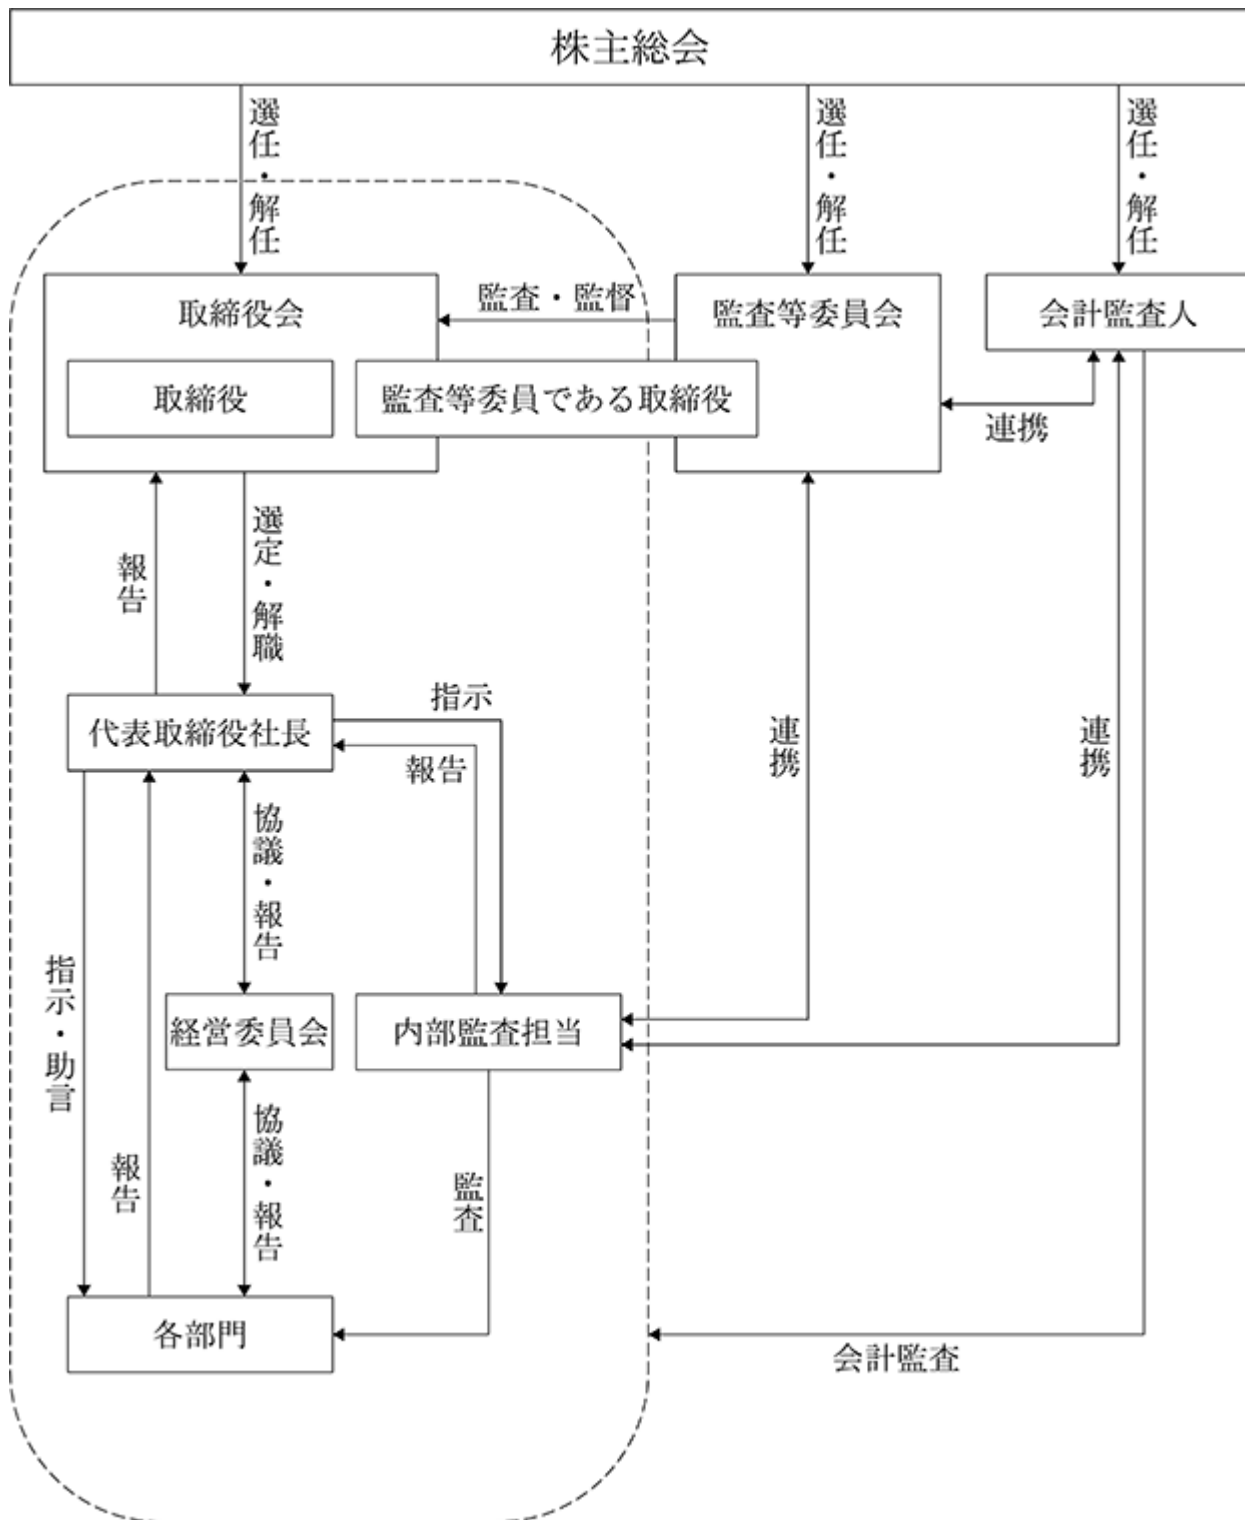 株主総会
選任・解任
選任・解任
選任・解任
取締役会
監査・監督
監査等委員会
会計監査人
取締役
監査等委員である取締役
連携
報告
選定・解職
代表取締役社長
指示
報告
連携
連携
協議・報告
指示・助言
経営委員会
内部監査担当
報告
協議・報告
監査
各部門
会計監査